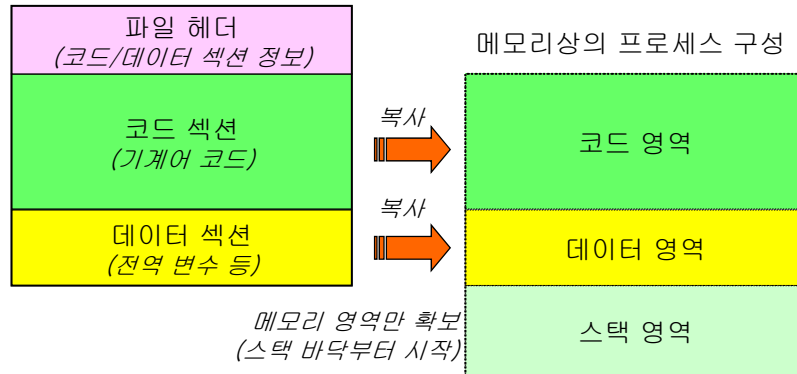 파일 헤더
(코드/데이터 섹션 정보)
코드 섹션
(기계어 코드)
데이터 섹션
(전역 변수 등)
복사
복사
메모리상의 프로세스 구성
코드 영역
데이터 영역
메모리 영역만 확보
(스택 바닥부터 시작)
스택 영역